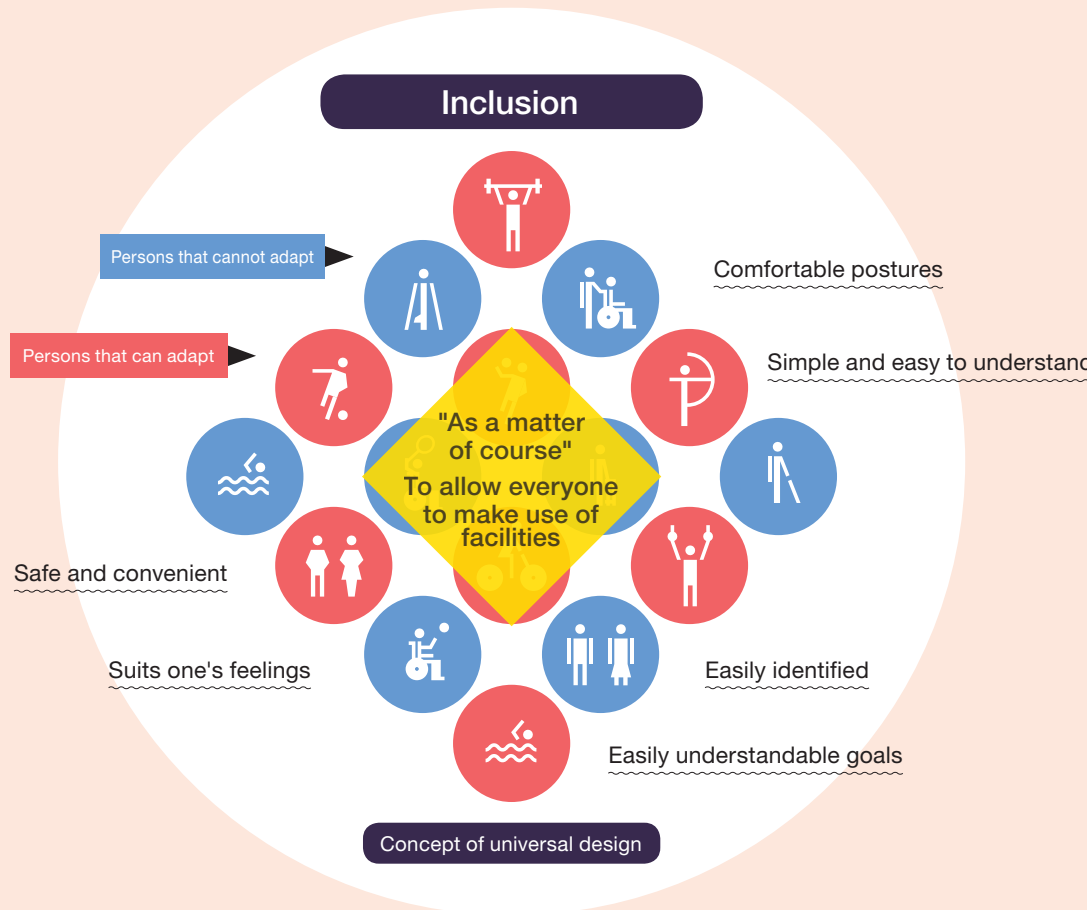 Inclusion
Persons that cannot adapt
Comfortable postures
Persons that can adapt
Simple and easy to understand
"As a matter
of course"
To allow everyone
to make use of
facilities
Safe and convenient
Suits one's feelings
Easily identified
Easily understandable goals
Concept of universal design